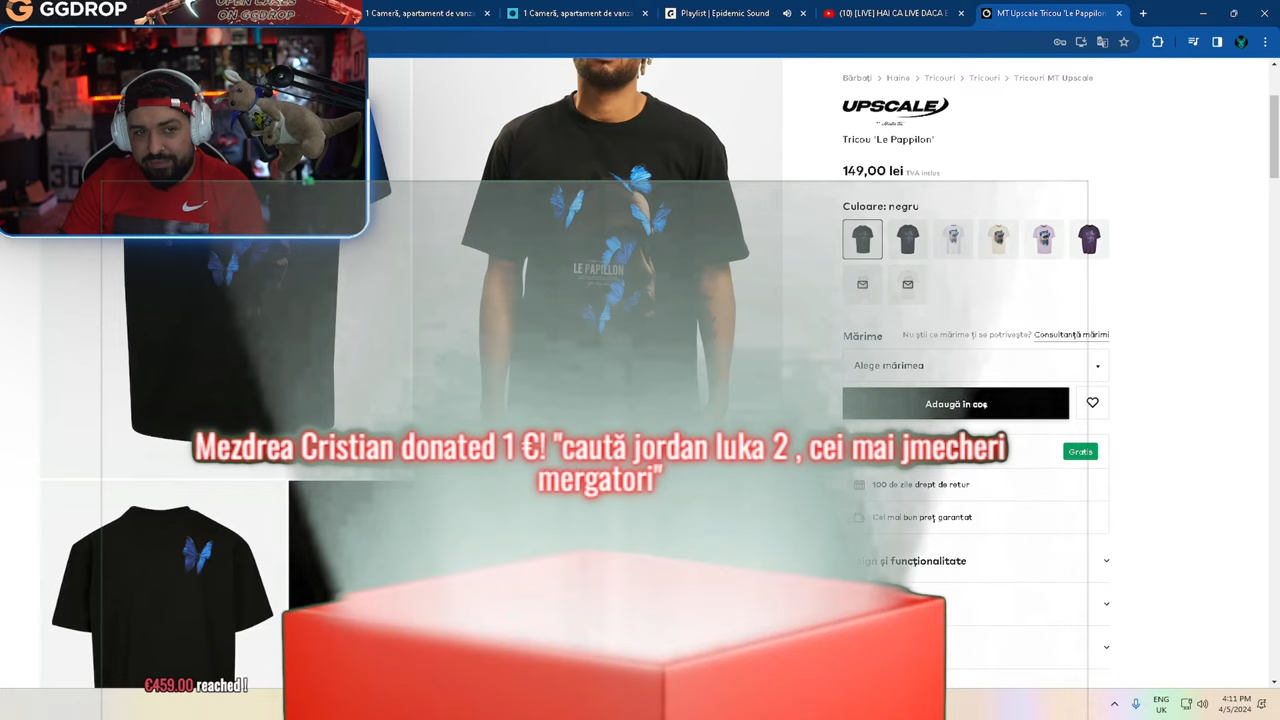 GGDROP
OPEN CASES
ON GGDROP
1 Cameră, apartament de vanz
1 Cameră, apartament de vanz
Playlist - Epidemic Sound
(10) [LIVE] HAI CA LIVE DACA E
MT Upscale Tricou 'Le Pappilon'
Bărbați > Haine > Tricouri > Tricouri > Tricouri MT Upscale
UPSCALE
Tricou 'Le Pappilon'
149,00 lei TVA inclus
Culoare: negru
LE PAPILLON
30
Mărime
Nu știi ce mărime ți se potrivește? Consultanță mărimi
Alege mărimea
Adaugă în coș
Mezdrea Cristian donated 1 €! "caută jordan luka 2 , cei mai jmecheri
mergatori"
Gratis
100 de zile drept de retur
Cel mai bun preț garantat
și funcționalitate
€459.00 reached !
ENG
UK
4:11 PM
4/5/2024